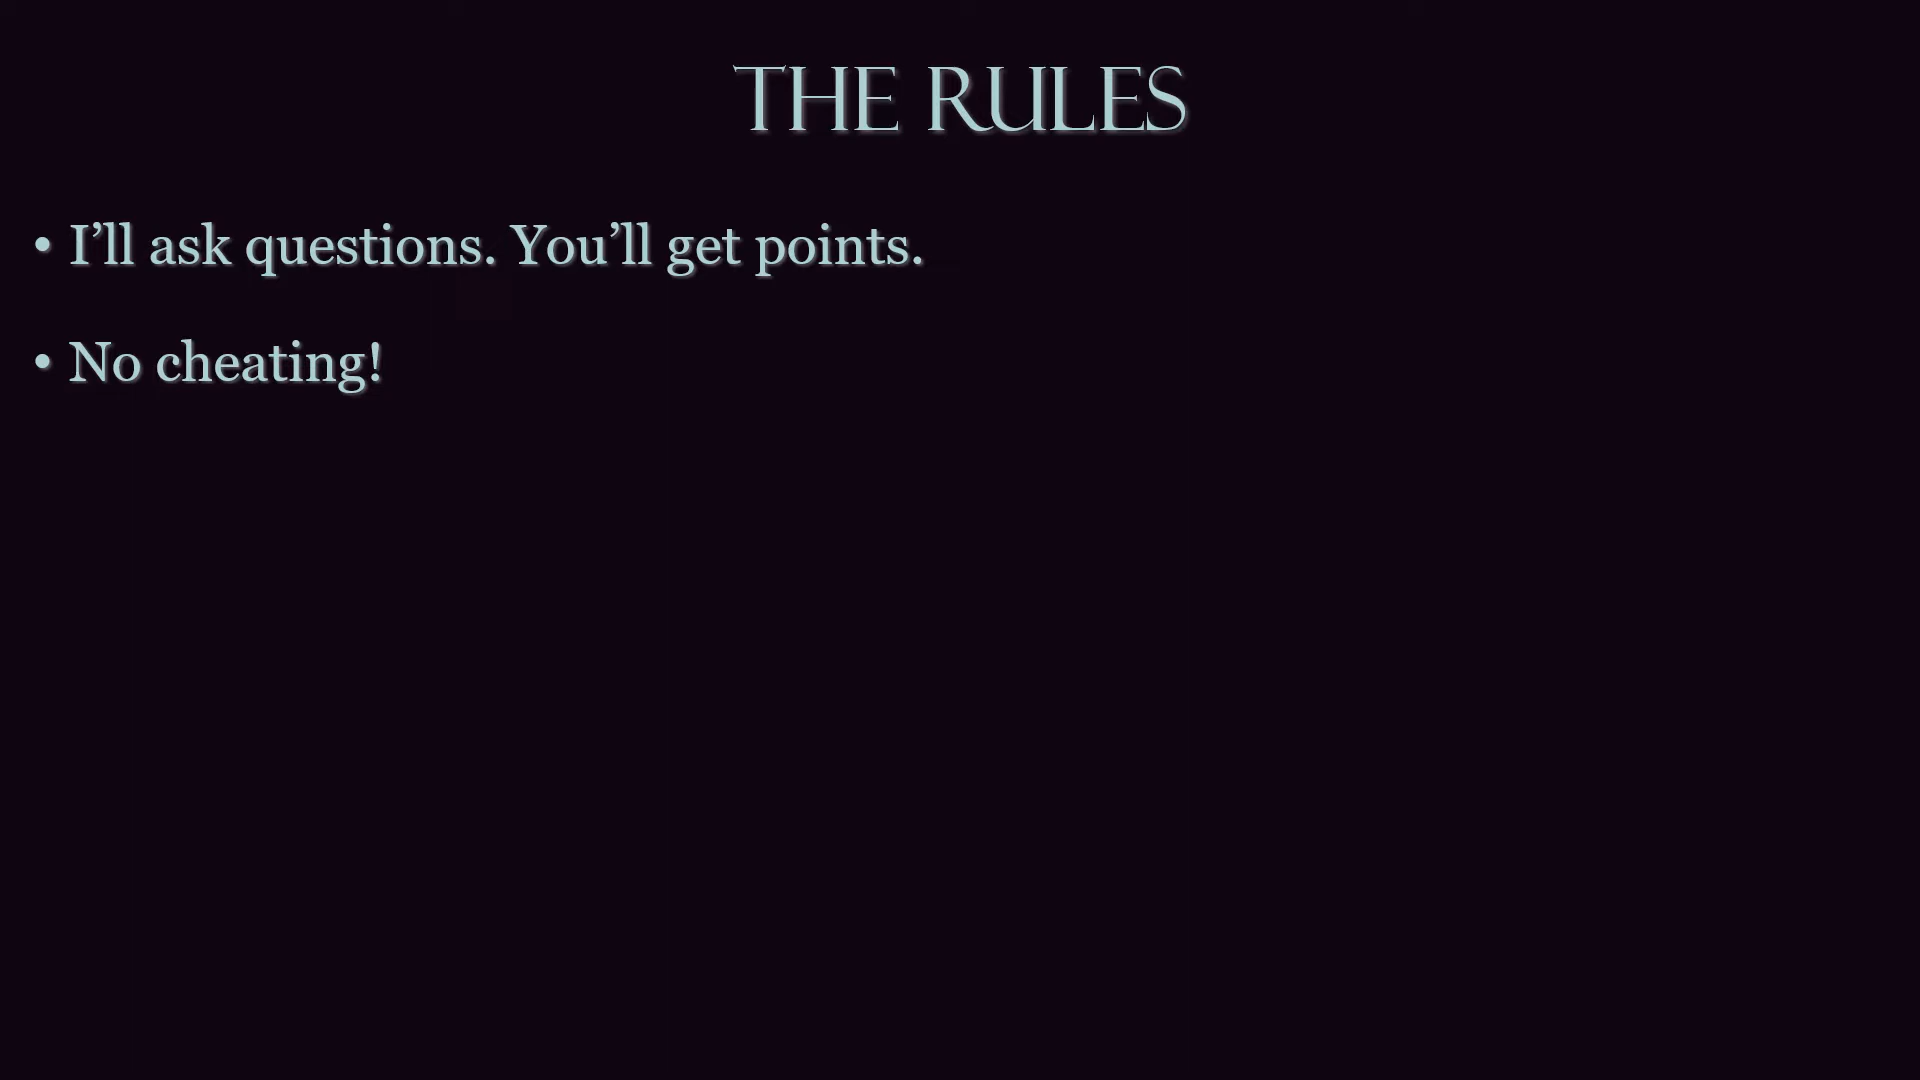 THE RULES
• I’ll ask questions. You’ll get points.
• No cheating!